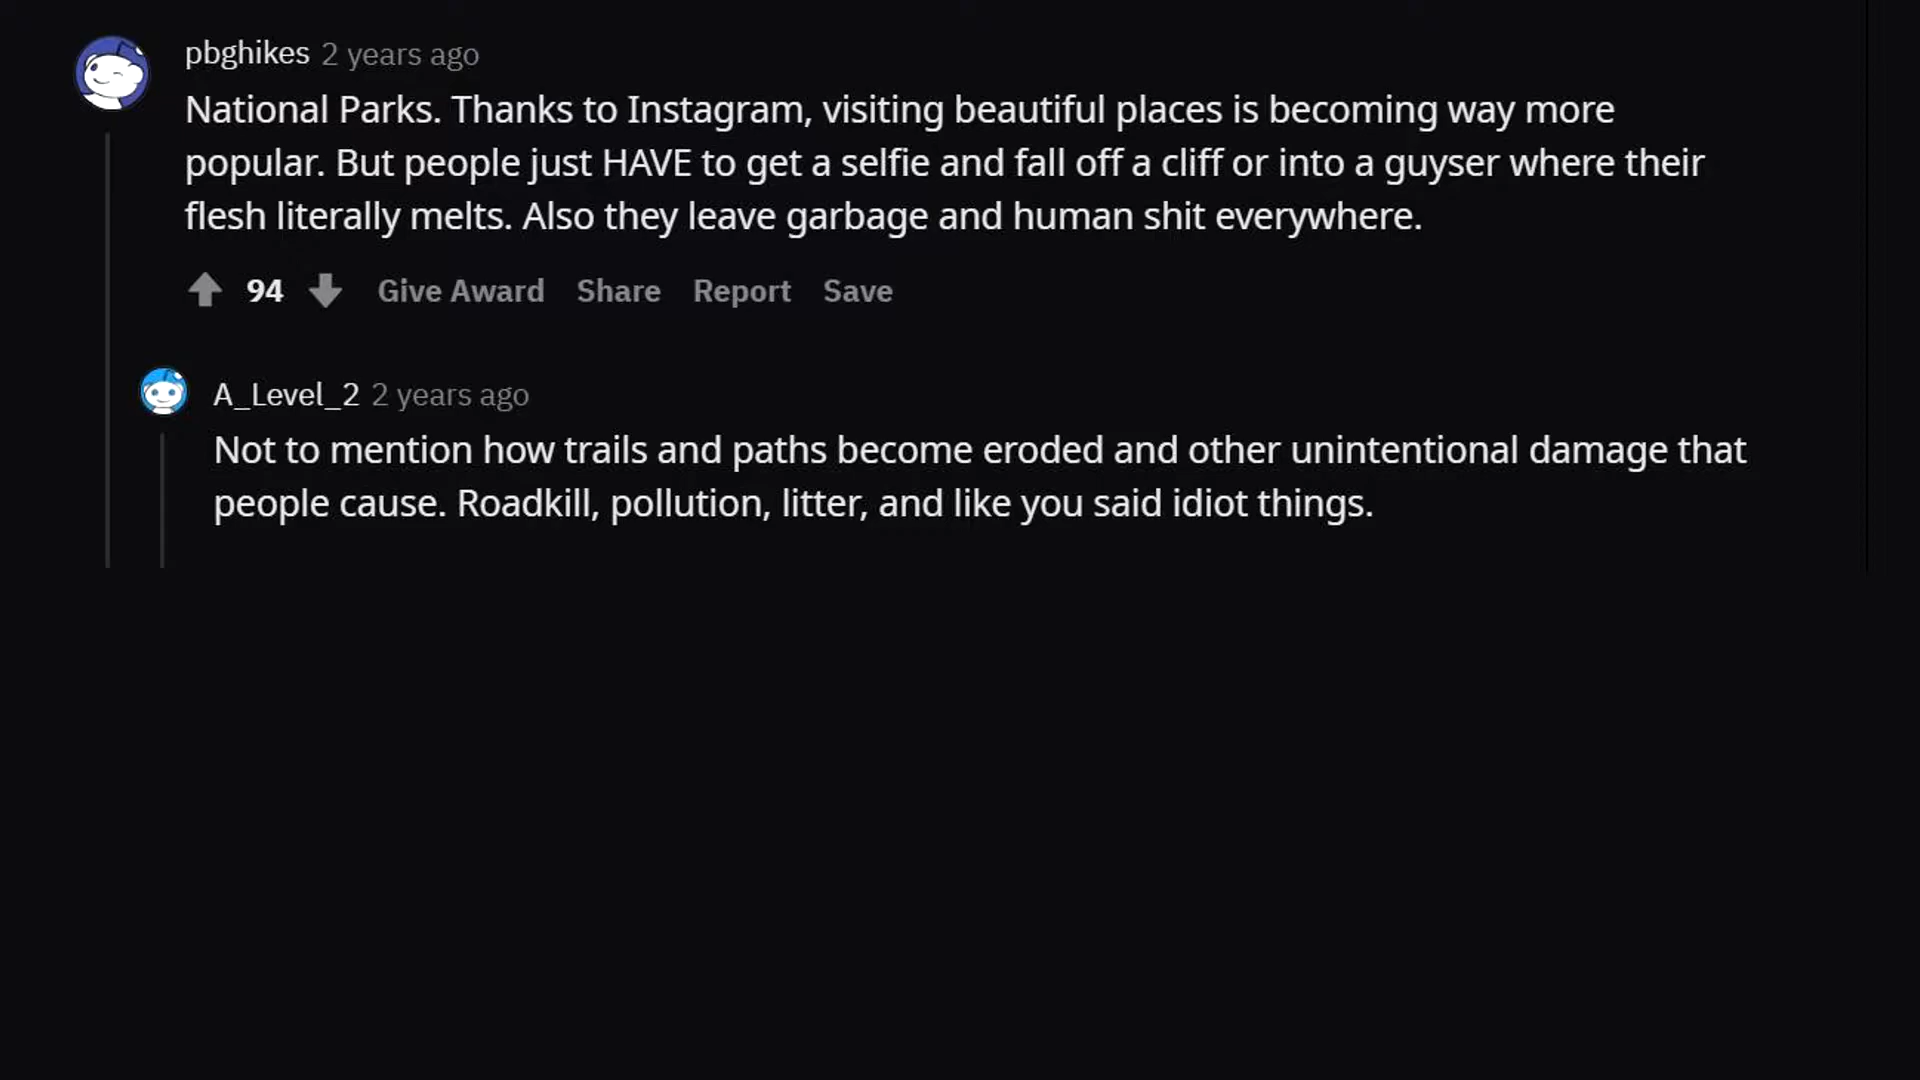 pbghikes 2 years ago
National Parks. Thanks to Instagram, visiting beautiful places is becoming way more
popular. But people just HAVE to get a selfie and fall off a cliff or into a guyser where their
flesh literally melts. Also they leave garbage and human shit everywhere.
94 Give Award Share Report Save
A_Level_2 2 years ago
Not to mention how trails and paths become eroded and other unintentional damage that
people cause. Roadkill, pollution, litter, and like you said idiot things.